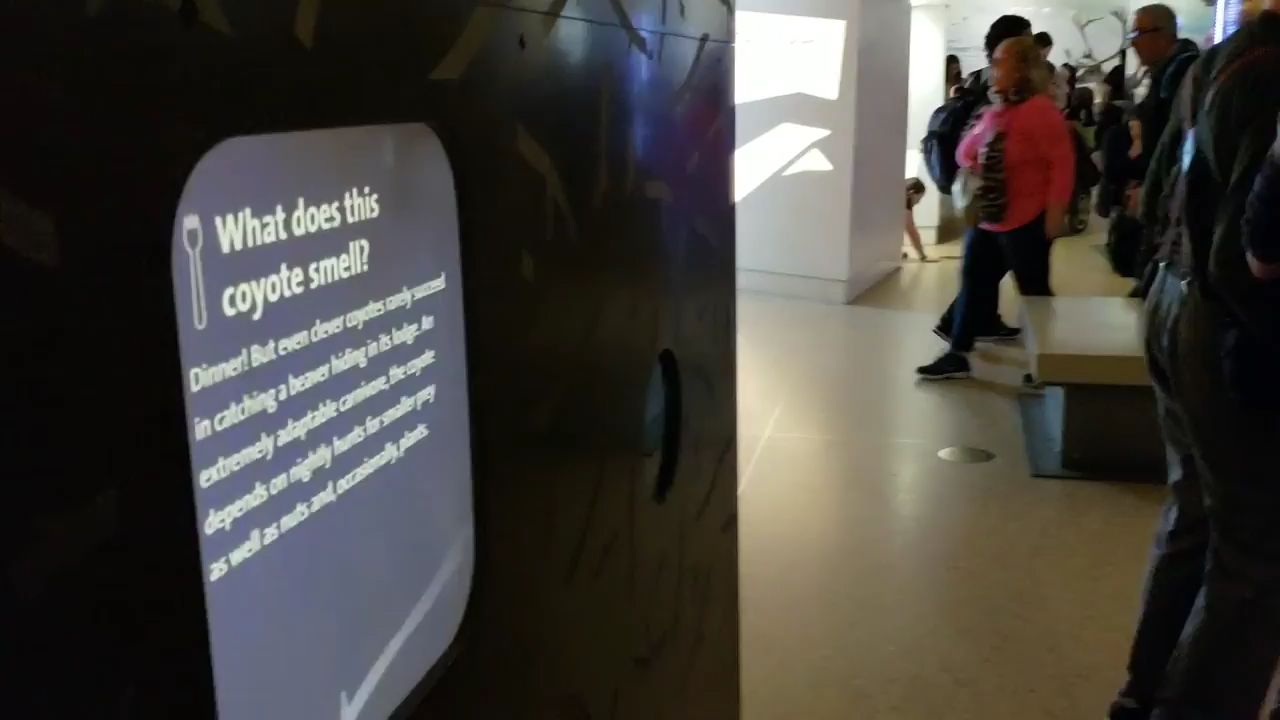 What does this
coyote smell?
Dinner! But even clever coyotes rarely succeed
in catching a beaver hiding in its lodge. An
extremely adaptable carnivore, the coyote
depends on nightly hunts for smaller prey
as well as nuts and, occasionally, plants.